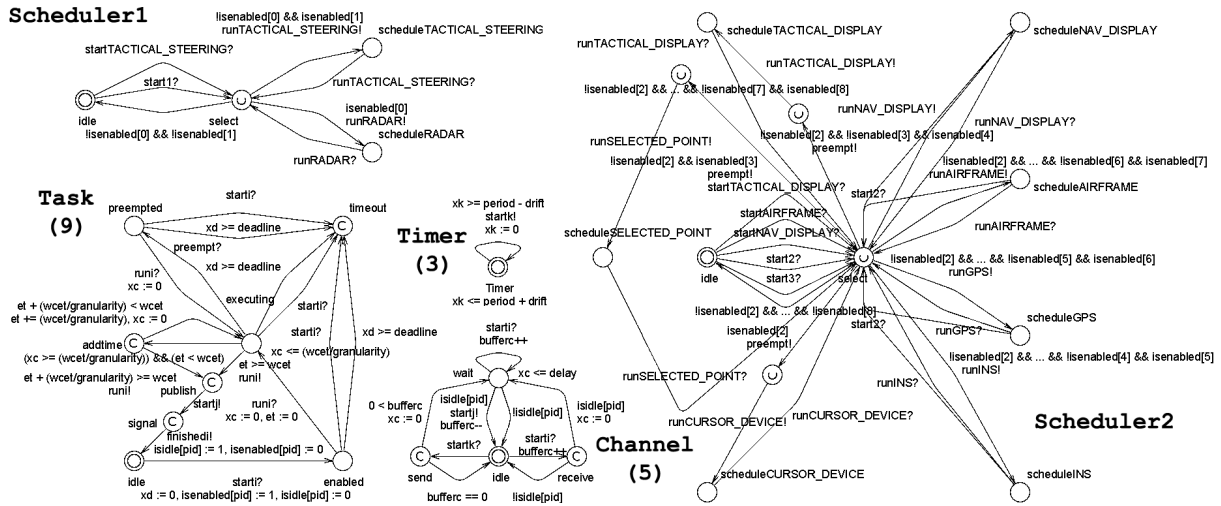 Scheduler1
!isenabled[0] && isenabled[1]
runTACTICAL_STEERING!
scheduleTACTICAL_STEERING
startTACTICAL_STEERING?
start1?
runTACTICAL_STEERING?
idle
select
!isenabled[0] && !isenabled[1]
isenabled[0]
runRADAR!
scheduleRADAR
runRADAR?
Task
(9)
preempted
starti?
timeout
xd >= deadline
preempt?
xd >= deadline
runi?
xc := 0
executing
starti?
et + (wcet/granularity) < wcet
et += (wcet/granularity), xc := 0
addtime
starti?
xd >= deadline
xc <= (wcet/granularity)
(xc >= (wcet/granularity)) && (et < wcet)
et >= wcet
runi!
et + (wcet/granularity) >= wcet
runi!
publish
startj!
runi?
xc := 0, et := 0
signal
finishedi!
isidle[pid] := 1, isenabled[pid] := 0
idle
starti?
enabled
xd := 0, isenabled[pid] := 1, isidle[pid] := 0
Timer
(3)
xk >= period - drift
startk!
xk := 0
Timer
xk <= period + drift
starti?
bufferc++
wait
xc <= delay
0 < bufferc
xc := 0
isidle[pid]
startj!
bufferc--
!isidle[pid]
isidle[pid]
xc := 0
startk?
starti?
bufferc++
send
idle
receive
bufferc == 0
!isidle[pid]
Channel
(5)
scheduleTACTICAL_DISPLAY
scheduleNAV_DISPLAY
runTACTICAL_DISPLAY?
runTACTICAL_DISPLAY!
!isenabled[2] && ... && !isenabled[7] && isenabled[8]
runNAV_DISPLAY!
runNAV_DISPLAY?
runSELECTED_POINT!
!isenabled[2] && !isenabled[3] && isenabled[4]
preempt!
!isenabled[2] && isenabled[3]
preempt!
!isenabled[2] && ... && !isenabled[6] && isenabled[7]
runAIRFRAME!
scheduleAIRFRAME
startTACTICAL_DISPLAY?
start2?
startAIRFRAME?
runAIRFRAME?
scheduleSELECTED_POINT
startNAV_DISPLAY?
start2?
start3?
idle
select
!isenabled[2] && ... && !isenabled[5] && isenabled[6]
runGPS!
!isenabled[2] && ... && !isenabled[8]
start2?
isenabled[2]
preempt!
runGPS?
scheduleGPS
!isenabled[2] && ... && !isenabled[4] && isenabled[5]
runINS!
runSELECTED_POINT?
runINS?
runCURSOR_DEVICE!
runCURSOR_DEVICE?
Scheduler2
scheduleCURSOR_DEVICE
scheduleINS